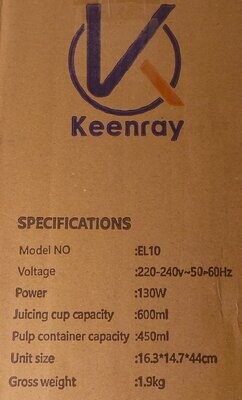 Keenray
SPECIFICATIONS
Model NO :EL10
Voltage :220-240v~50-60Hz
Power :130W
Juicing cup capacity :600ml
Pulp container capacity :450ml
Unit size :16.3*14.7*44cm
Gross weight :1.9kg